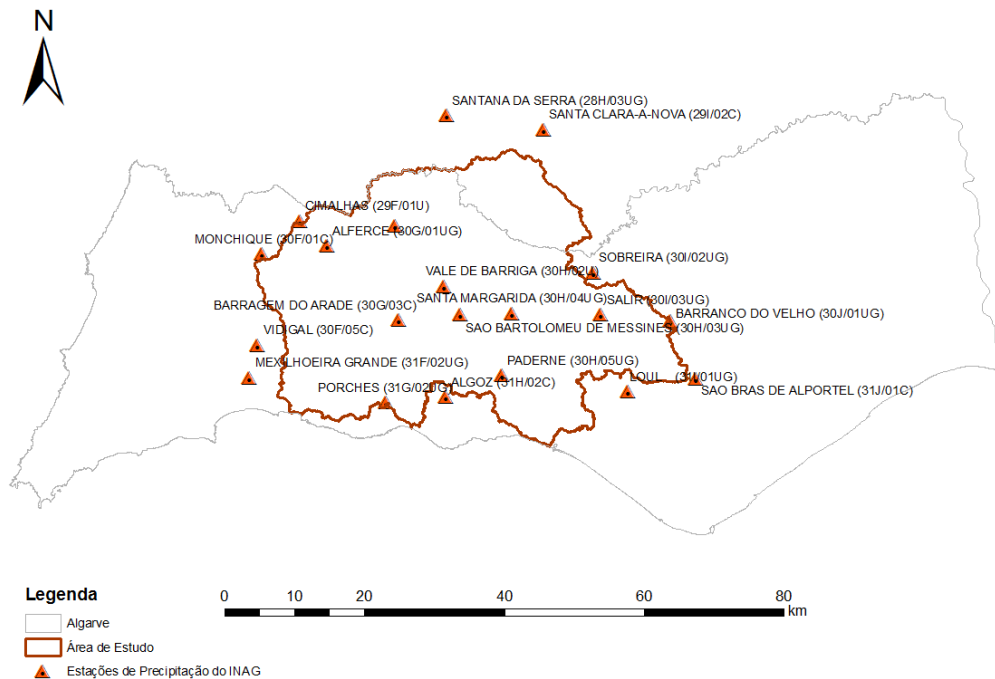 N
SANTANA DA SERRA (28H/03UG)
SANTA CLARA-A-NOVA (29I/02C)
CIMALHAS (29F/01U)
ALFERCE (30G/01UG)
MONCHIQUE (30F/01C)
SOBREIRA (30I/02UG)
VALE DE BARRIGA (30H/02U)
SANTA MARGARIDA (30H/04UG)
SALIR (30I/03UG)
BARRAGEM DO ARADE (30G/03C)
BARRANCO DO VELHO (30J/01UG)
VIDIGAL (30F/05C)
SAO BARTOLOMEU DE MESSINES (30H/03UG)
MEXILHOEIRA GRANDE (31F/02UG)
PADERNE (30H/05UG)
PORCHES (31G/02UG)
ALGOZ (31H/02C)
LOUL (31I/01UG)
SAO BRAS DE ALPORTEL (31J/01C)
Legenda
Algarve
Área de Estudo
Estações de Precipitação do INAG
0 10 20 40 60 80
km